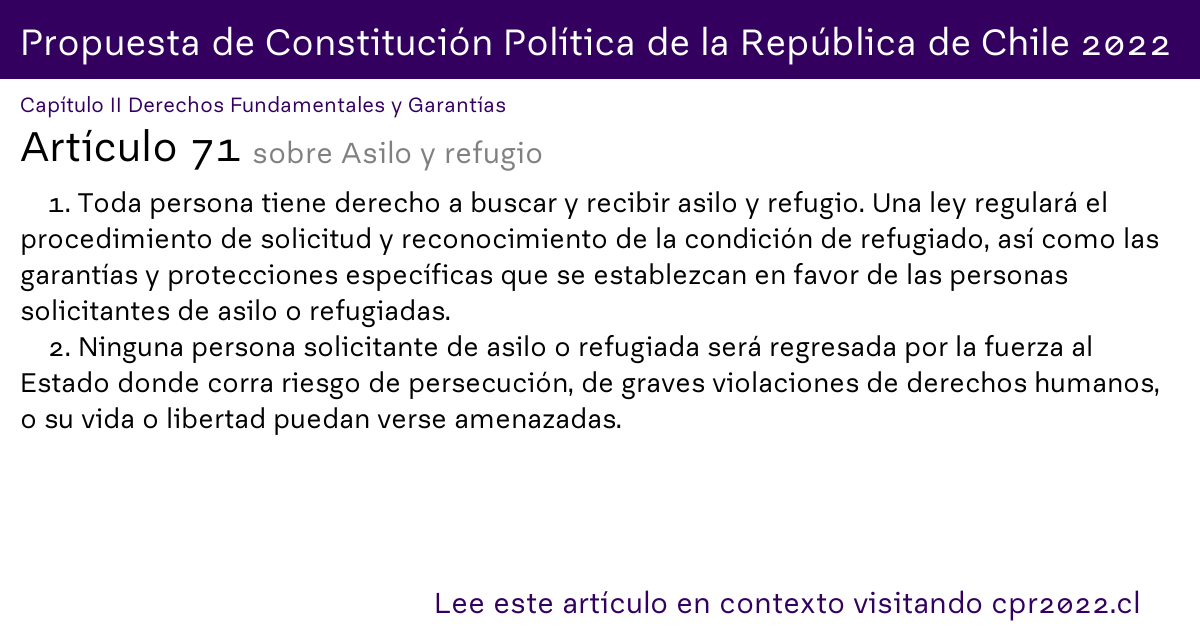 Propuesta de Constitución Política de la República de Chile 2022
Capítulo II Derechos Fundamentales y Garantías
Artículo 71 sobre Asilo y refugio
1. Toda persona tiene derecho a buscar y recibir asilo y refugio. Una ley regulará el
procedimiento de solicitud y reconocimiento de la condición de refugiado, así como las
garantías y protecciones específicas que se establezcan en favor de las personas
solicitantes de asilo o refugiadas.
2. Ninguna persona solicitante de asilo o refugiada será regresada por la fuerza al
Estado donde corra riesgo de persecución, de graves violaciones de derechos humanos,
o su vida o libertad puedan verse amenazadas.
Lee este artículo en contexto visitando cpr2022.cl